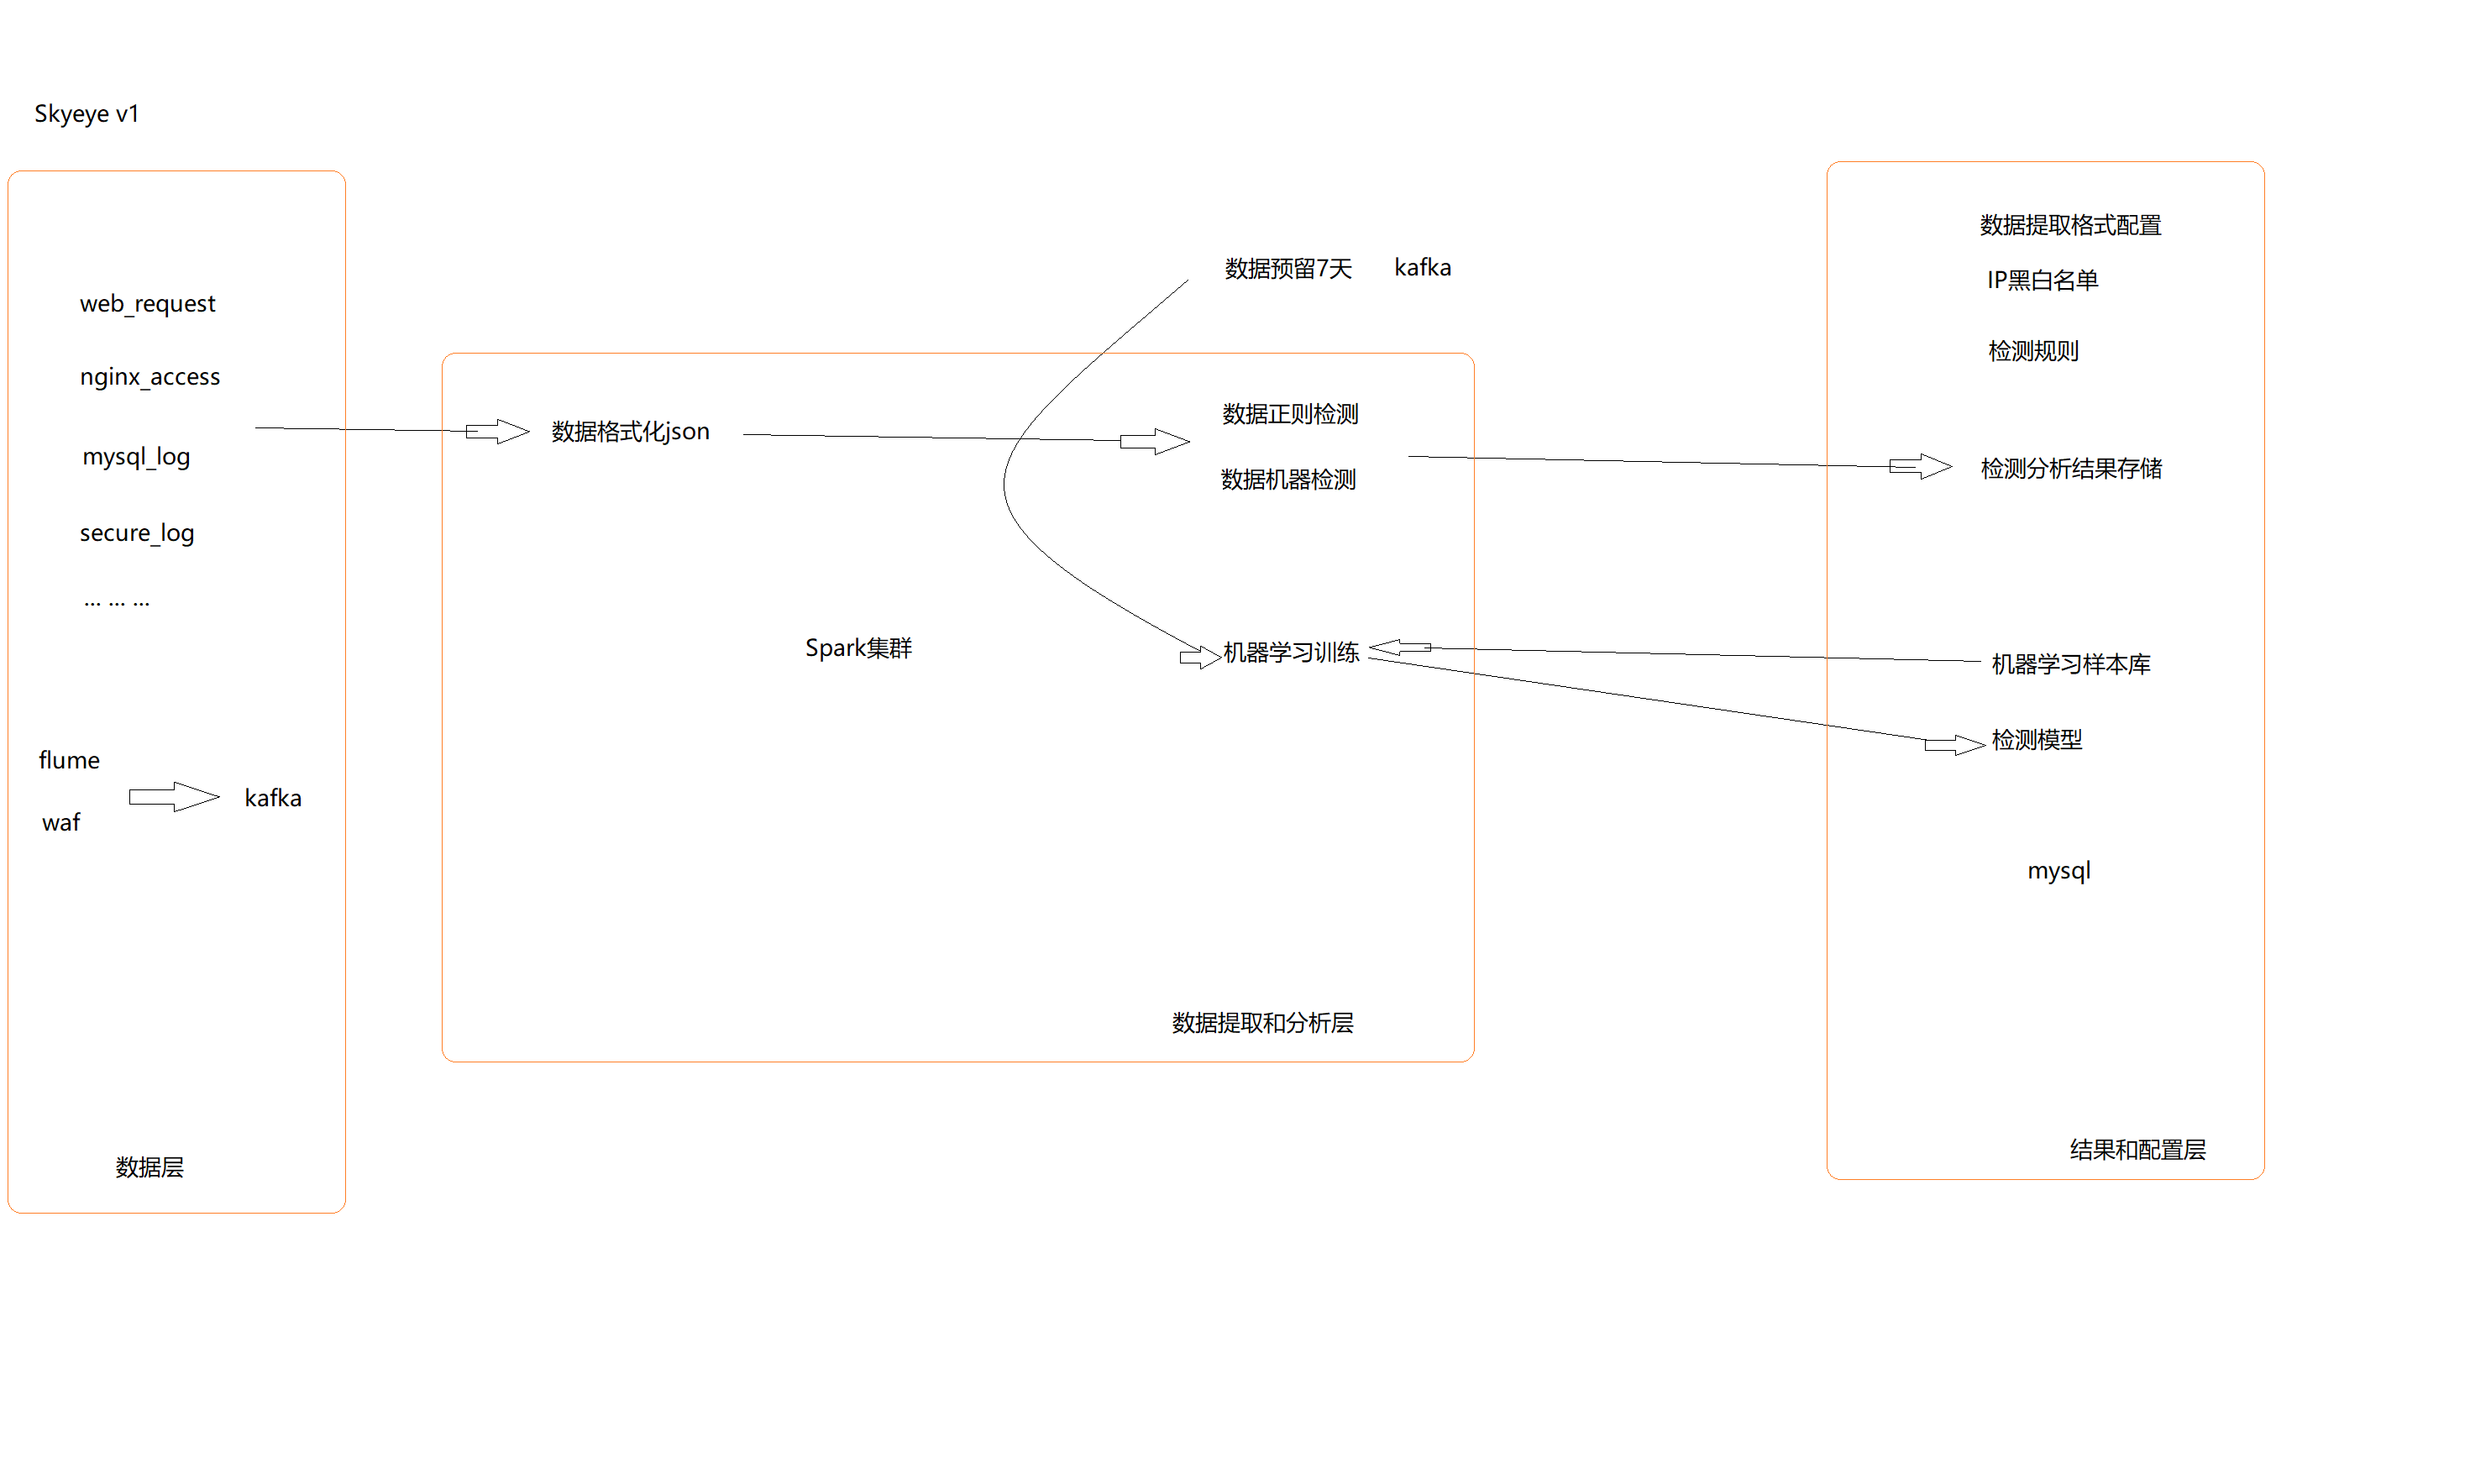 Skyeye v1
web_request
nginx_access
mysql_log
secure_log
... ... ...
flume
waf
kafka
数据层
数据预留7天
kafka
数据格式化json
数据正则检测
数据机器检测
Spark集群
机器学习训练
数据提取和分析层
数据提取格式配置
IP黑白名单
检测规则
检测分析结果存储
机器学习样本库
检测模型
mysql
结果和配置层